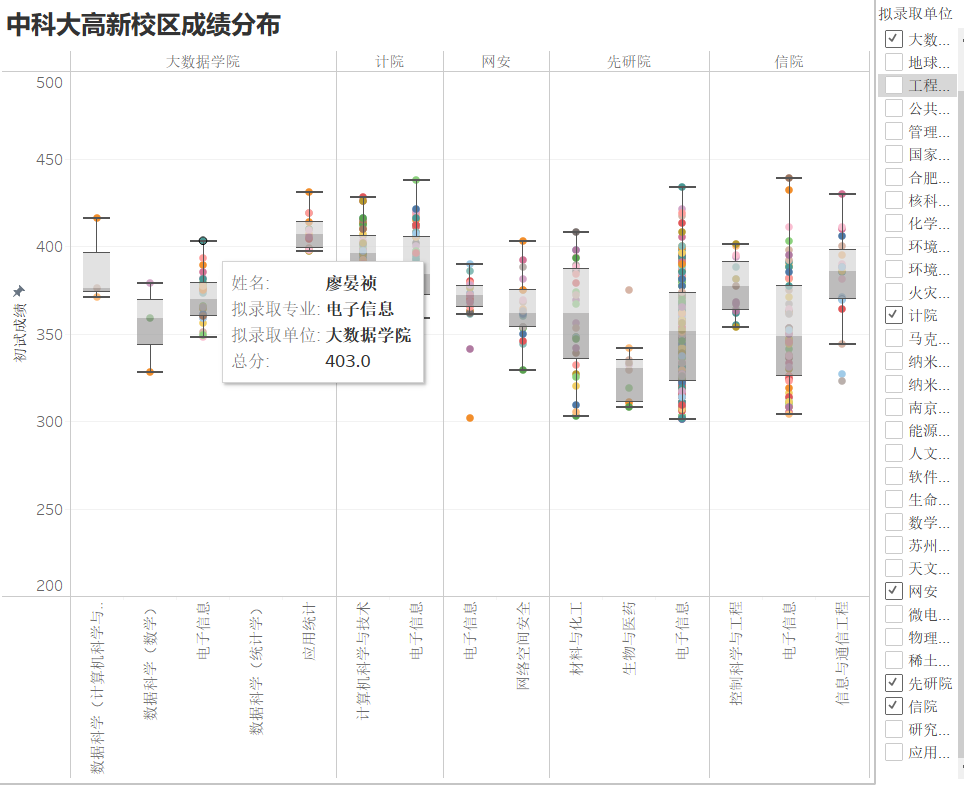 中科大高新校区成绩分布
大数据学院 计院 网安 先研院 信院
初试成绩
500
450
400
350
300
250
200
姓名: 廖晏祯
拟录取专业: 电子信息
拟录取单位: 大数据学院
总分: 403.0
数据科学（计算机科学与..
数据科学（数学）
电子信息
数据科学（统计学）
应用统计
计算机科学与技术
电子信息
电子信息
网络空间安全
材料与化工
生物与医药
电子信息
控制科学与工程
电子信息
信息与通信工程
拟录取单位
大数...
地球...
工程...
公共...
管理...
国家...
合肥...
核科...
化学...
环境...
环境...
火灾...
计院
马克...
纳米...
纳米...
南京...
能源...
人文...
软件...
生命...
数学...
苏州...
天文...
网安
微电...
物理...
稀土...
先研院
信院
研究...
应用...